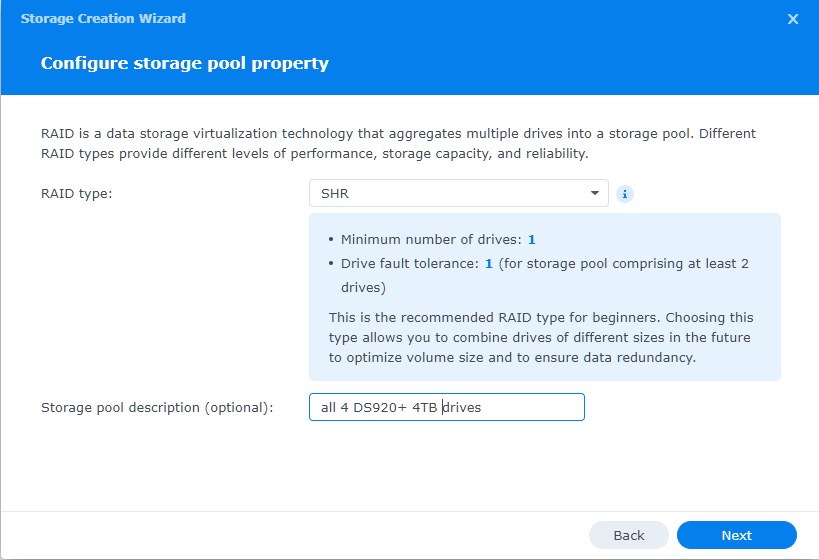 Storage Creation Wizard
Configure storage pool property
RAID is a data storage virtualization technology that aggregates multiple drives into a storage pool. Different
RAID types provide different levels of performance, storage capacity, and reliability.
RAID type:
SHR
• Minimum number of drives: 1
• Drive fault tolerance: 1 (for storage pool comprising at least 2
drives)
This is the recommended RAID type for beginners. Choosing this
type allows you to combine drives of different sizes in the future
to optimize volume size and to ensure data redundancy.
Storage pool description (optional):
all 4 DS920+ 4TB drives
Back
Next